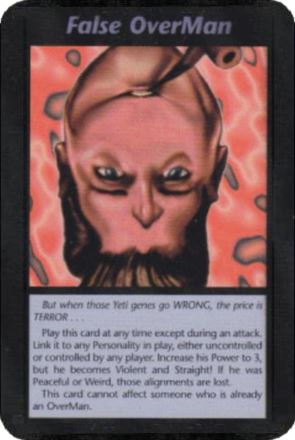 False OverMan
But when those Yeti genes go WRONG, the price is
TERROR . . .
Play this card at any time except during an attack.
Link it to any Personality in play, either uncontrolled
or controlled by any player. Increase his Power to 3,
but he becomes Violent and Straight! If he was
Peaceful or Weird, those alignments are lost.
This card cannot affect someone who is already
an OverMan.